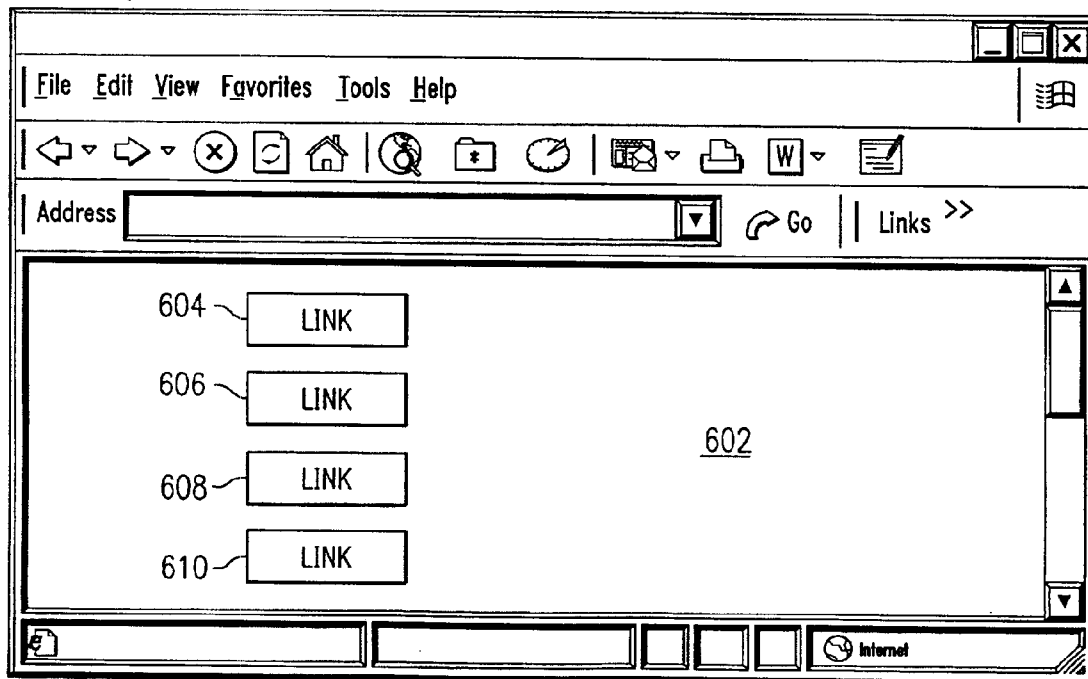 File Edit View Favorites Tools Help
W
Address Go Links >>
604 LINK
606 LINK
602
608 LINK
610 LINK
e Internet